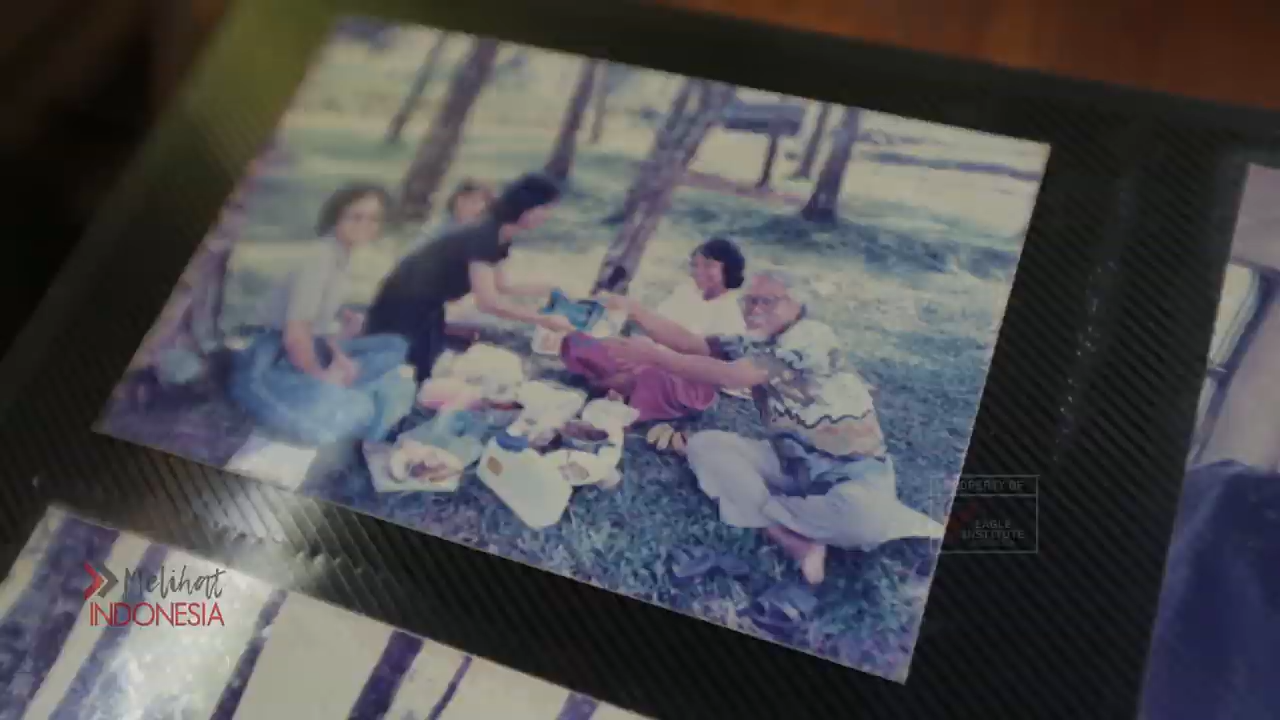 PROPERTY OF
EAGLE
INSTITUTE
Melihat
INDONESIA